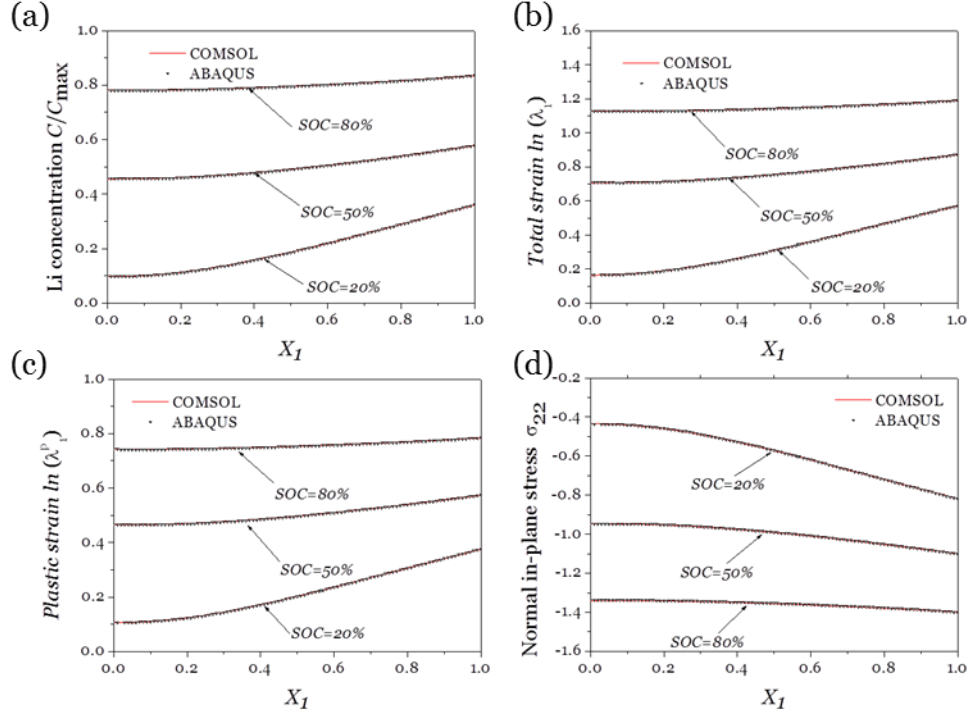 (a)
Li concentration C/Cmax
1.0
0.8
0.6
0.4
0.2
0.0
COMSOL
ABAQUS
SOC=80%
SOC=50%
SOC=20%
0.0 0.2 0.4 0.6 0.8 1.0
X1
(b)
Total strain ln (λ1)
1.6
1.4
1.2
1.0
0.8
0.6
0.4
0.2
0.0
COMSOL
ABAQUS
SOC=80%
SOC=50%
SOC=20%
0.0 0.2 0.4 0.6 0.8 1.0
X1
(c)
Plastic strain ln (λp1)
1.0
0.8
0.6
0.4
0.2
0.0
COMSOL
ABAQUS
SOC=80%
SOC=50%
SOC=20%
0.0 0.2 0.4 0.6 0.8 1.0
X1
(d)
Normal in-plane stress σ22
-0.2
-0.4
-0.6
-0.8
-1.0
-1.2
-1.4
-1.6
COMSOL
ABAQUS
SOC=20%
SOC=50%
SOC=80%
0.0 0.2 0.4 0.6 0.8 1.0
X1